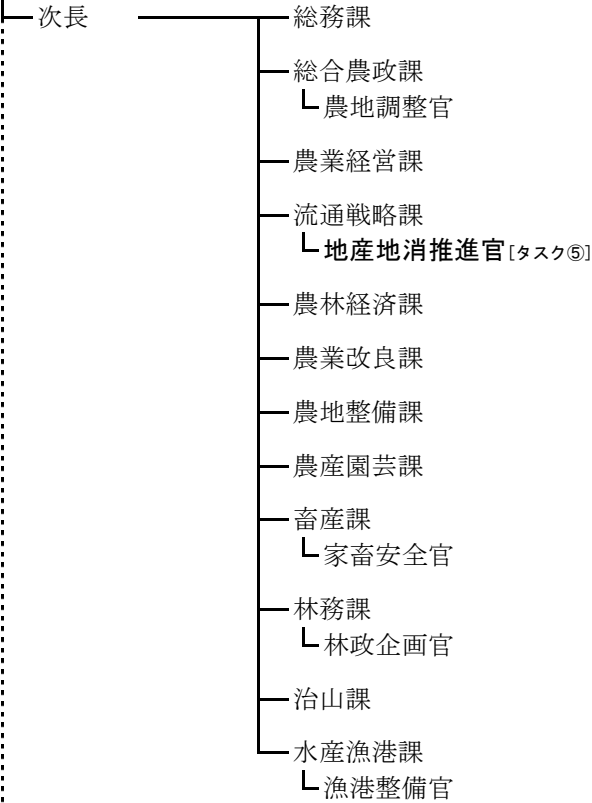 次長
総務課
総合農政課
農地調整官
農業経営課
流通戦略課
地産地消推進官[タスク⑤]
農林経済課
農業改良課
農地整備課
農産園芸課
畜産課
家畜安全官
林務課
林政企画官
治山課
水産漁港課
漁港整備官